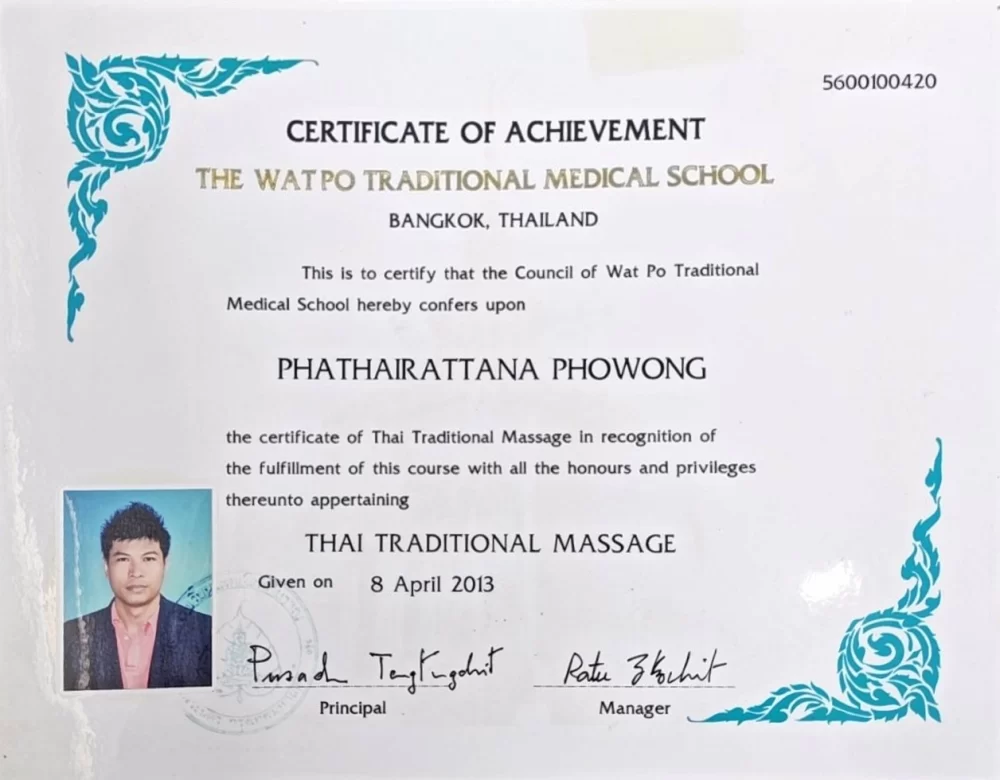 5600100420
CERTIFICATE OF ACHIEVEMENT
THE WAT PO TRADITIONAL MEDICAL SCHOOL
BANGKOK, THAILAND
This is to certify that the Council of Wat Po Traditional
Medical School hereby confers upon
PHATHAIRATTANA PHOWONG
the certificate of Thai Traditional Massage in recognition of
the fulfillment of this course with all the honours and privileges
thereunto appertaining
THAI TRADITIONAL MASSAGE
Given on 8 April 2013
Principal Manager